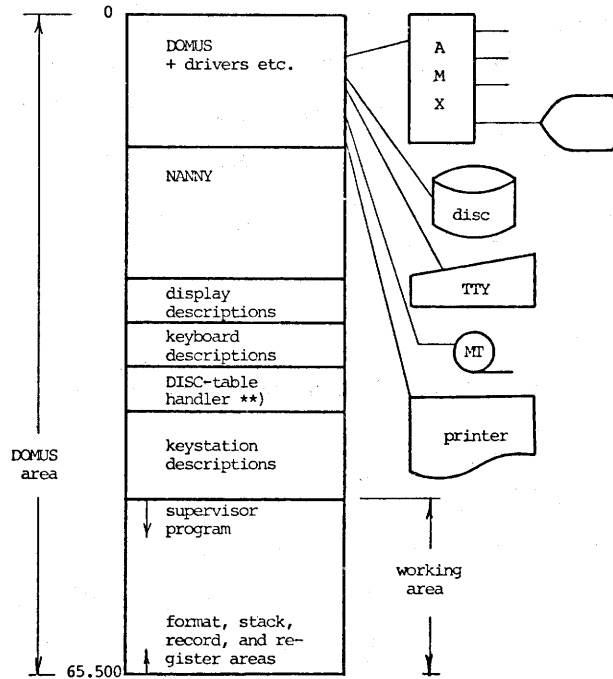 0
DOMUS
+ drivers etc.
A
M
X
NANNY
disc
TTY
display
descriptions
keyboard
descriptions
MT
DISC-table
handler **)
printer
keystation
descriptions
DOMUS
area
supervisor
program
working
area
format, stack,
record, and re-
gister areas
65.500